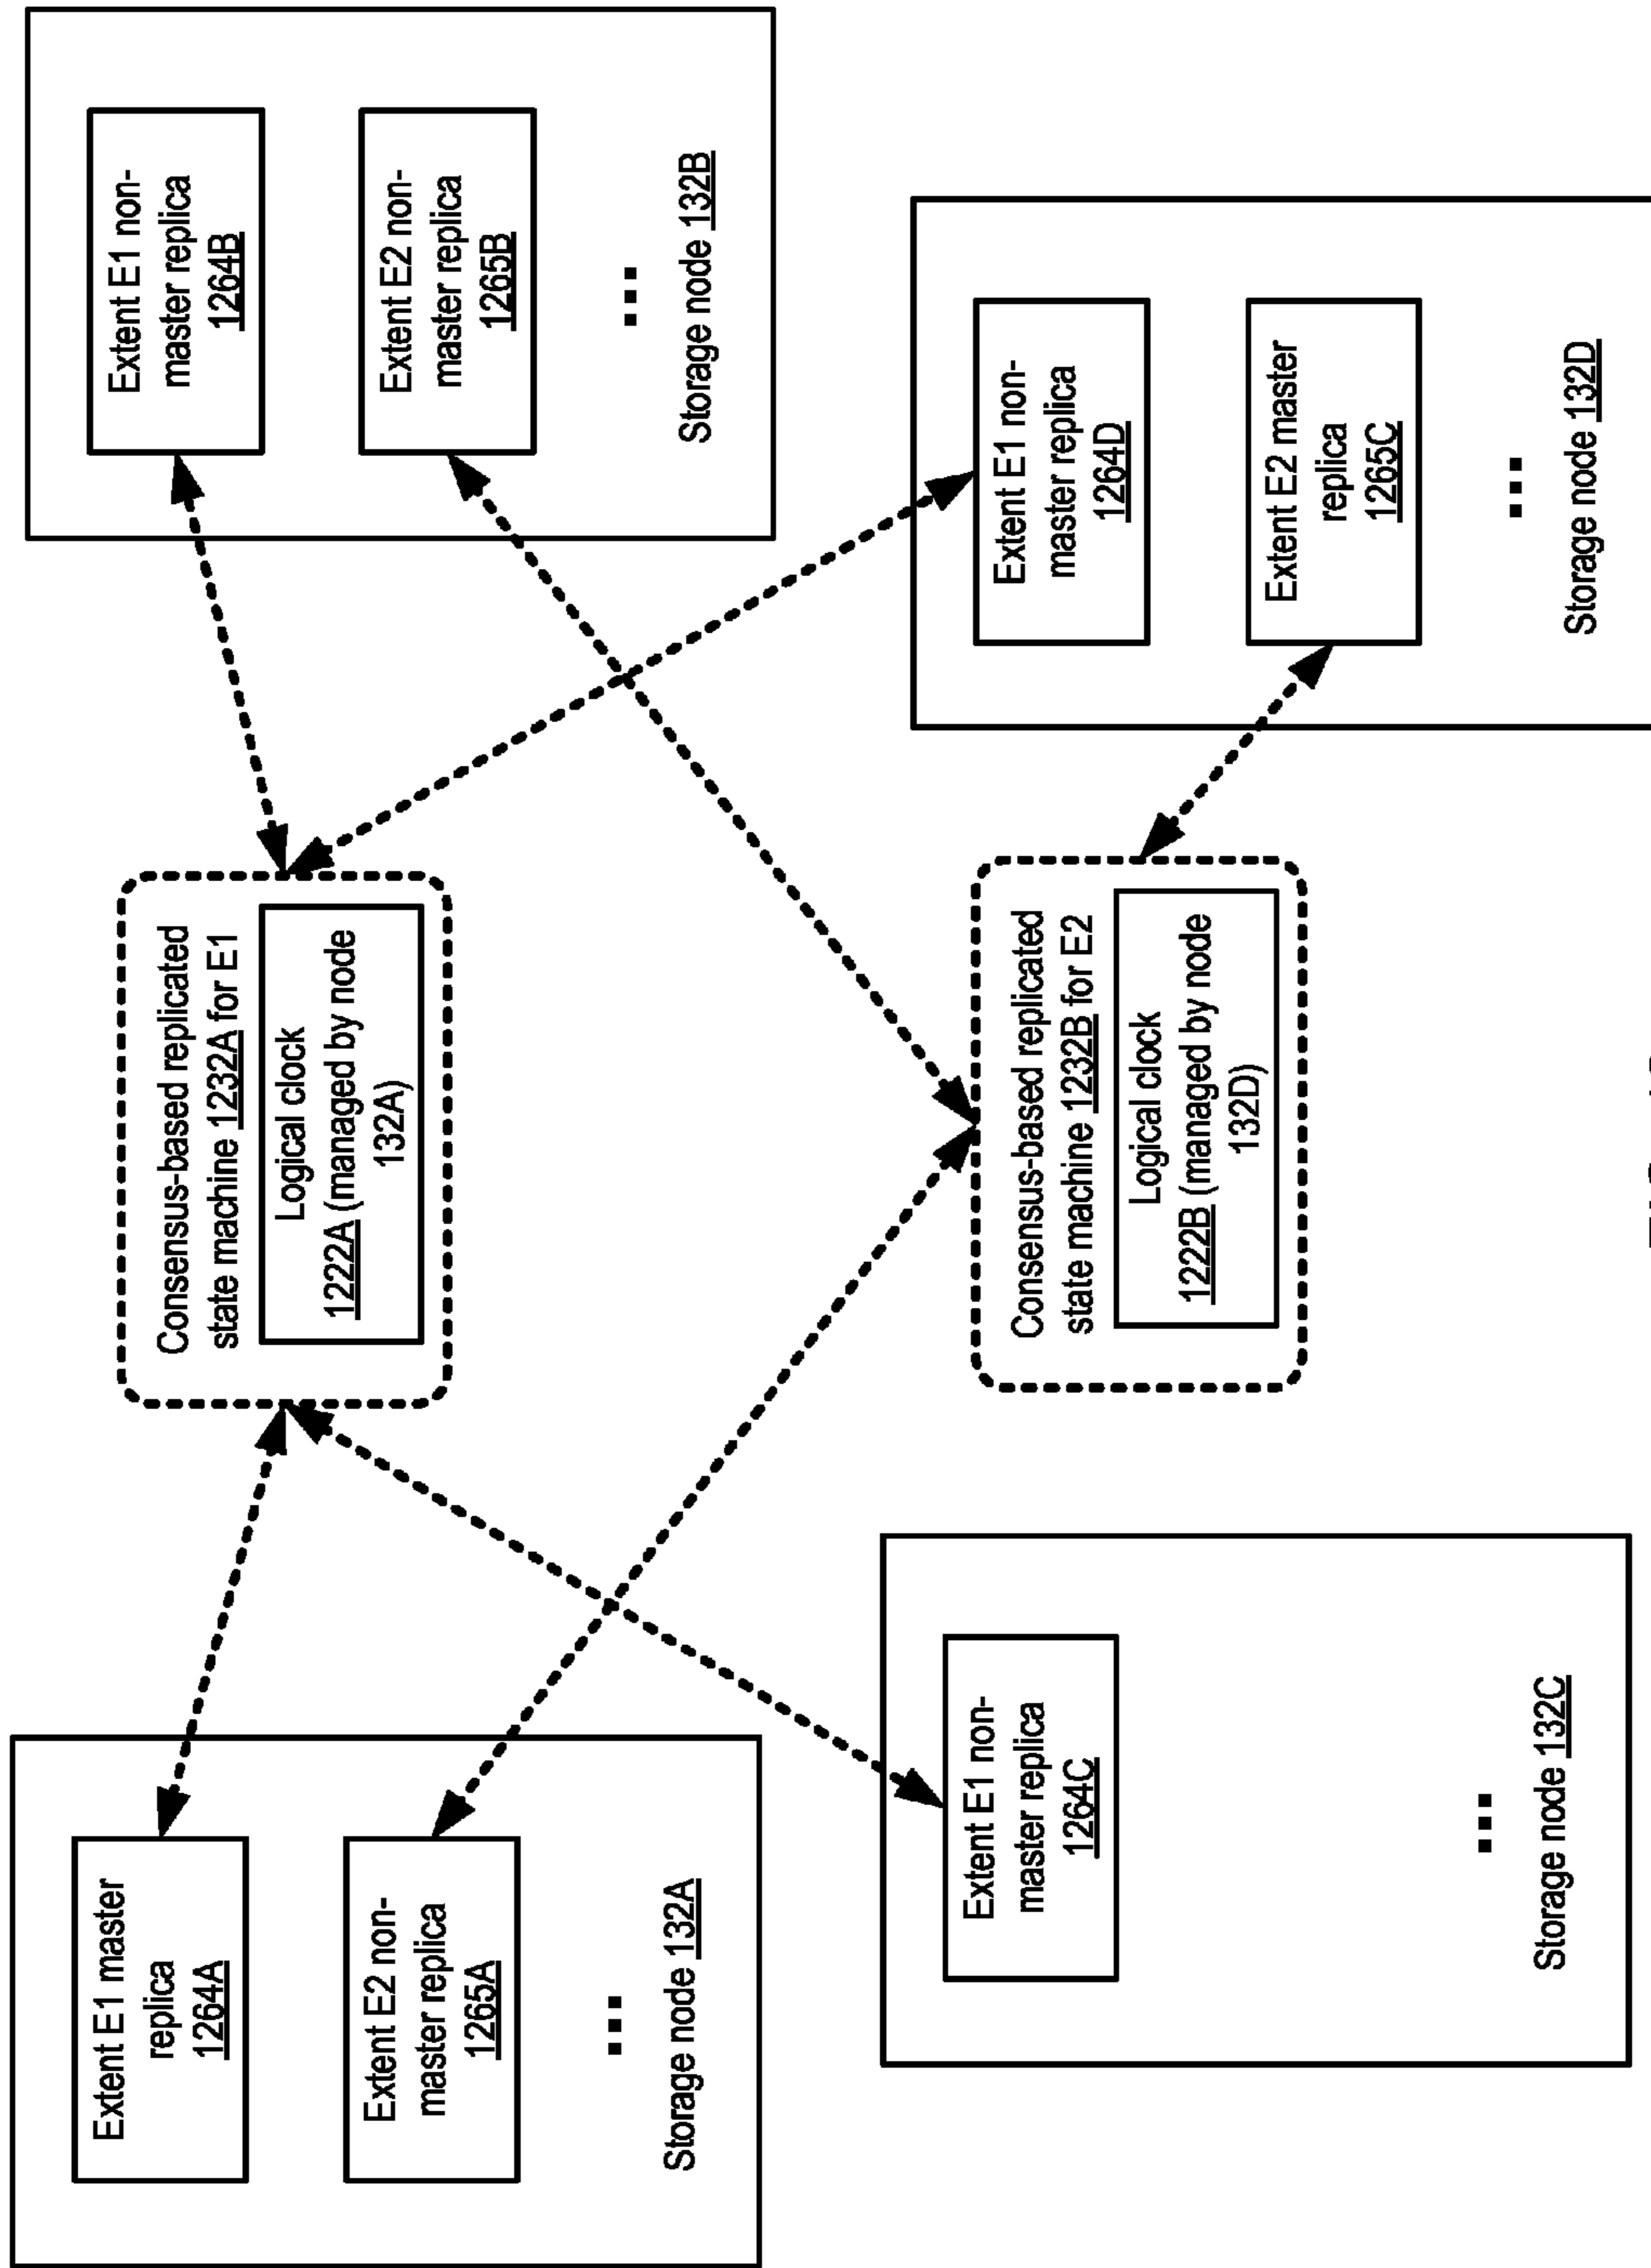 Extent E1 master
replica
1264A
Extent E2 non-
master replica
1265A
...
Storage node 132A
Consensus-based replicated
state machine 1232A for E1
Logical clock
1222A (managed by node
132A)
Extent E1 non-
master replica
1264B
Extent E2 non-
master replica
1265B
...
Storage node 132B
Extent E1 non-
master replica
1264C
...
Storage node 132C
Consensus-based replicated
state machine 1232B for E2
Logical clock
1222B (managed by node
132D)
Extent E1 non-
master replica
1264D
Extent E2 master
replica
1265C
...
Storage node 132D